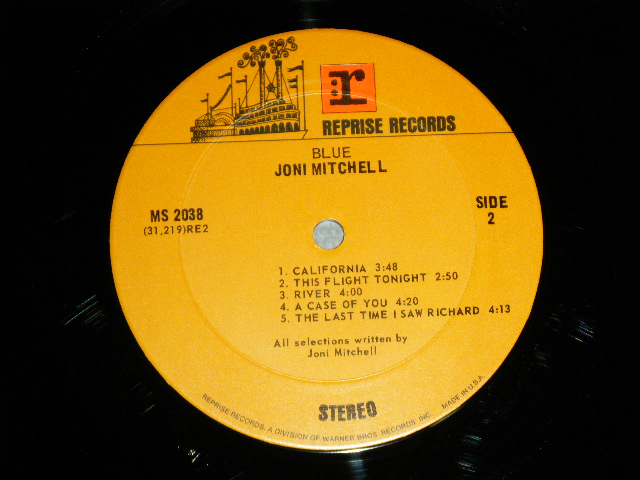 r
REPRISE RECORDS
BLUE
JONI MITCHELL
MS 2038
(31,219)RE2
SIDE
2
1. CALIFORNIA 3:48
2. THIS FLIGHT TONIGHT 2:50
3. RIVER 4:00
4. A CASE OF YOU 4:20
5. THE LAST TIME I SAW RICHARD 4:13
All selections written by
Joni Mitchell
STEREO
REPRISE RECORDS, A DIVISION OF WARNER BROS. RECORDS, INC. MADE IN U.S.A.